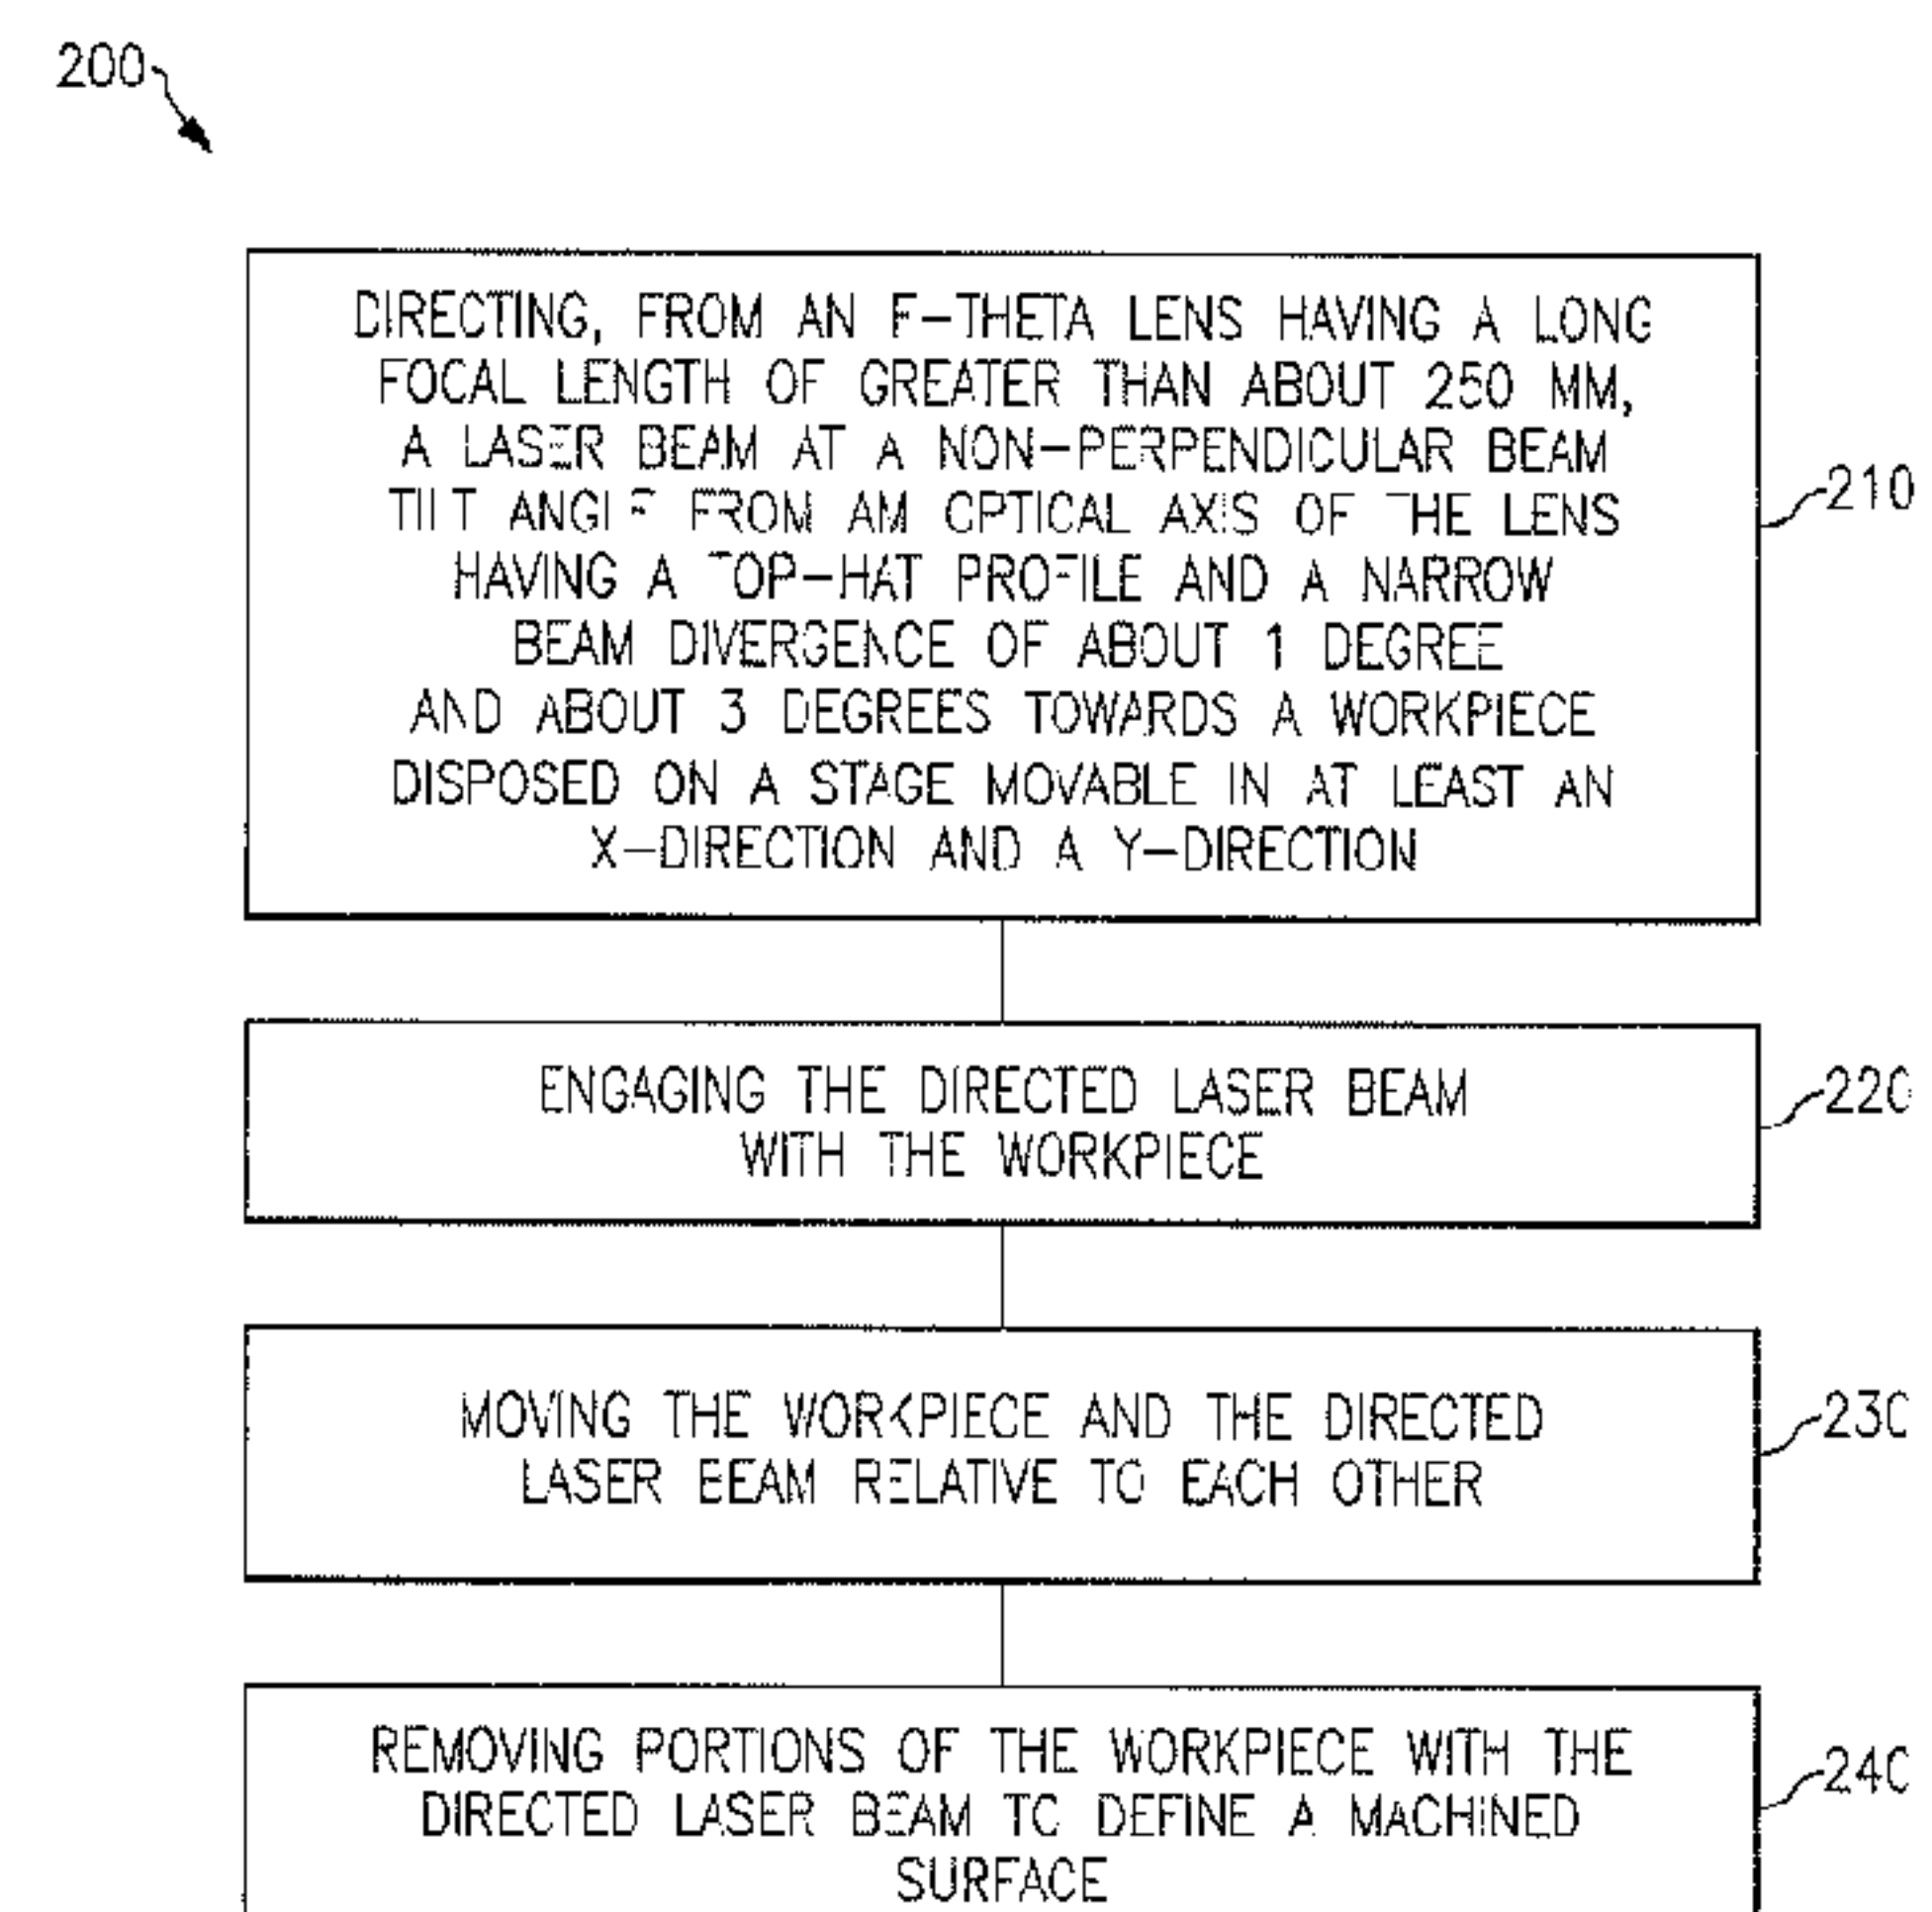 200
DIRECTING, FROM AN F-THETA LENS HAVING A LONG
FOCAL LENGTH OF GREATER THAN ABOUT 250 MM,
A LASER BEAM AT A NON-PERPENDICULAR BEAM
TILT ANGLE FROM AM OPTICAL AXIS OF THE LENS
HAVING A TOP-HAT PROFILE AND A NARROW
BEAM DIVERGENCE OF ABOUT 1 DEGREE
AND ABOUT 3 DEGREES TOWARDS A WORKPIECE
DISPOSED ON A STAGE MOVABLE IN AT LEAST AN
X-DIRECTION AND A Y-DIRECTION
210
ENGAGING THE DIRECTED LASER BEAM
WITH THE WORKPIECE
220
MOVING THE WORKPIECE AND THE DIRECTED
LASER BEAM RELATIVE TO EACH OTHER
230
REMOVING PORTIONS OF THE WORKPIECE WITH THE
DIRECTED LASER BEAM TO DEFINE A MACHINED
SURFACE
240